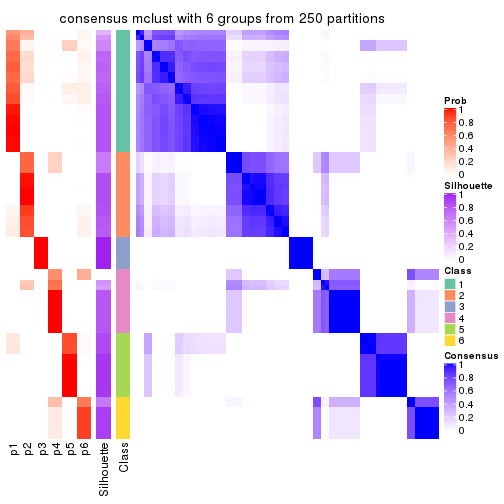 consensus mclust with 6 groups from 250 partitions
Prob
1
0.8
0.6
0.4
0.2
0
Silhouette
1
0.8
0.6
0.4
0.2
0
Class
1
2
3
4
5
6
Consensus
1
0.8
0.6
0.4
0.2
0
p1
p2
p3
p4
p5
p6
Silhouette
Class